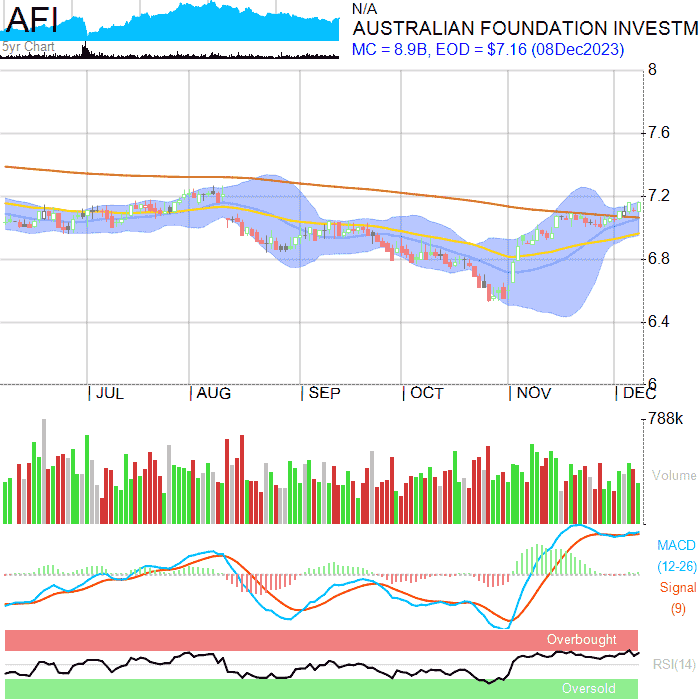 AFI
5yr Chart
N/A
AUSTRALIAN FOUNDATION INVESTM
MC = 8.9B, EOD = $7.16 (08Dec2023)
8
7.6
7.2
6.8
6.4
6
JUL AUG SEP OCT NOV DEC
788k
Volume
MACD
(12-26)
Signal
(9)
Overbought
RSI(14)
Oversold